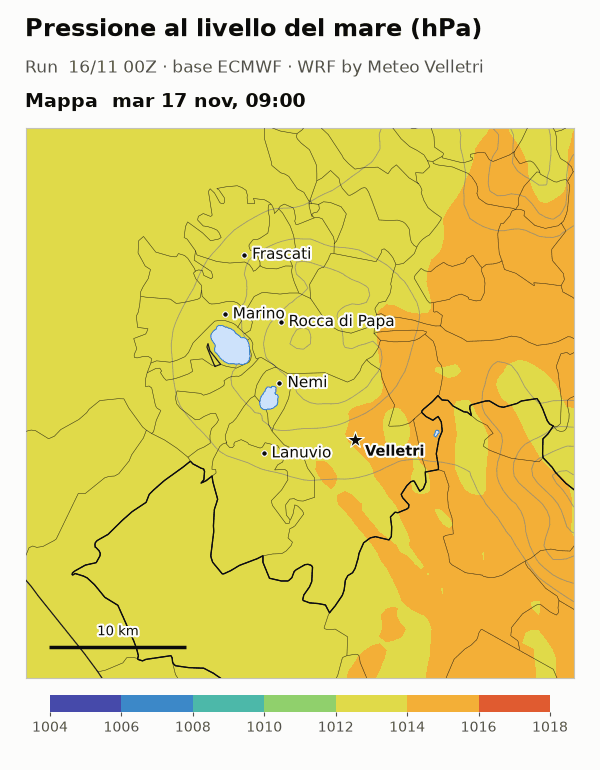 Pressione al livello del mare (hPa)
Run  16/11 00Z · base ECMWF · WRF by Meteo Velletri
Mappa  mar 17 nov, 09:00
Frascati
Marino
Rocca di Papa
Nemi
Velletri
Lanuvio
10 km
1004 1006 1008 1010 1012 1014 1016 1018